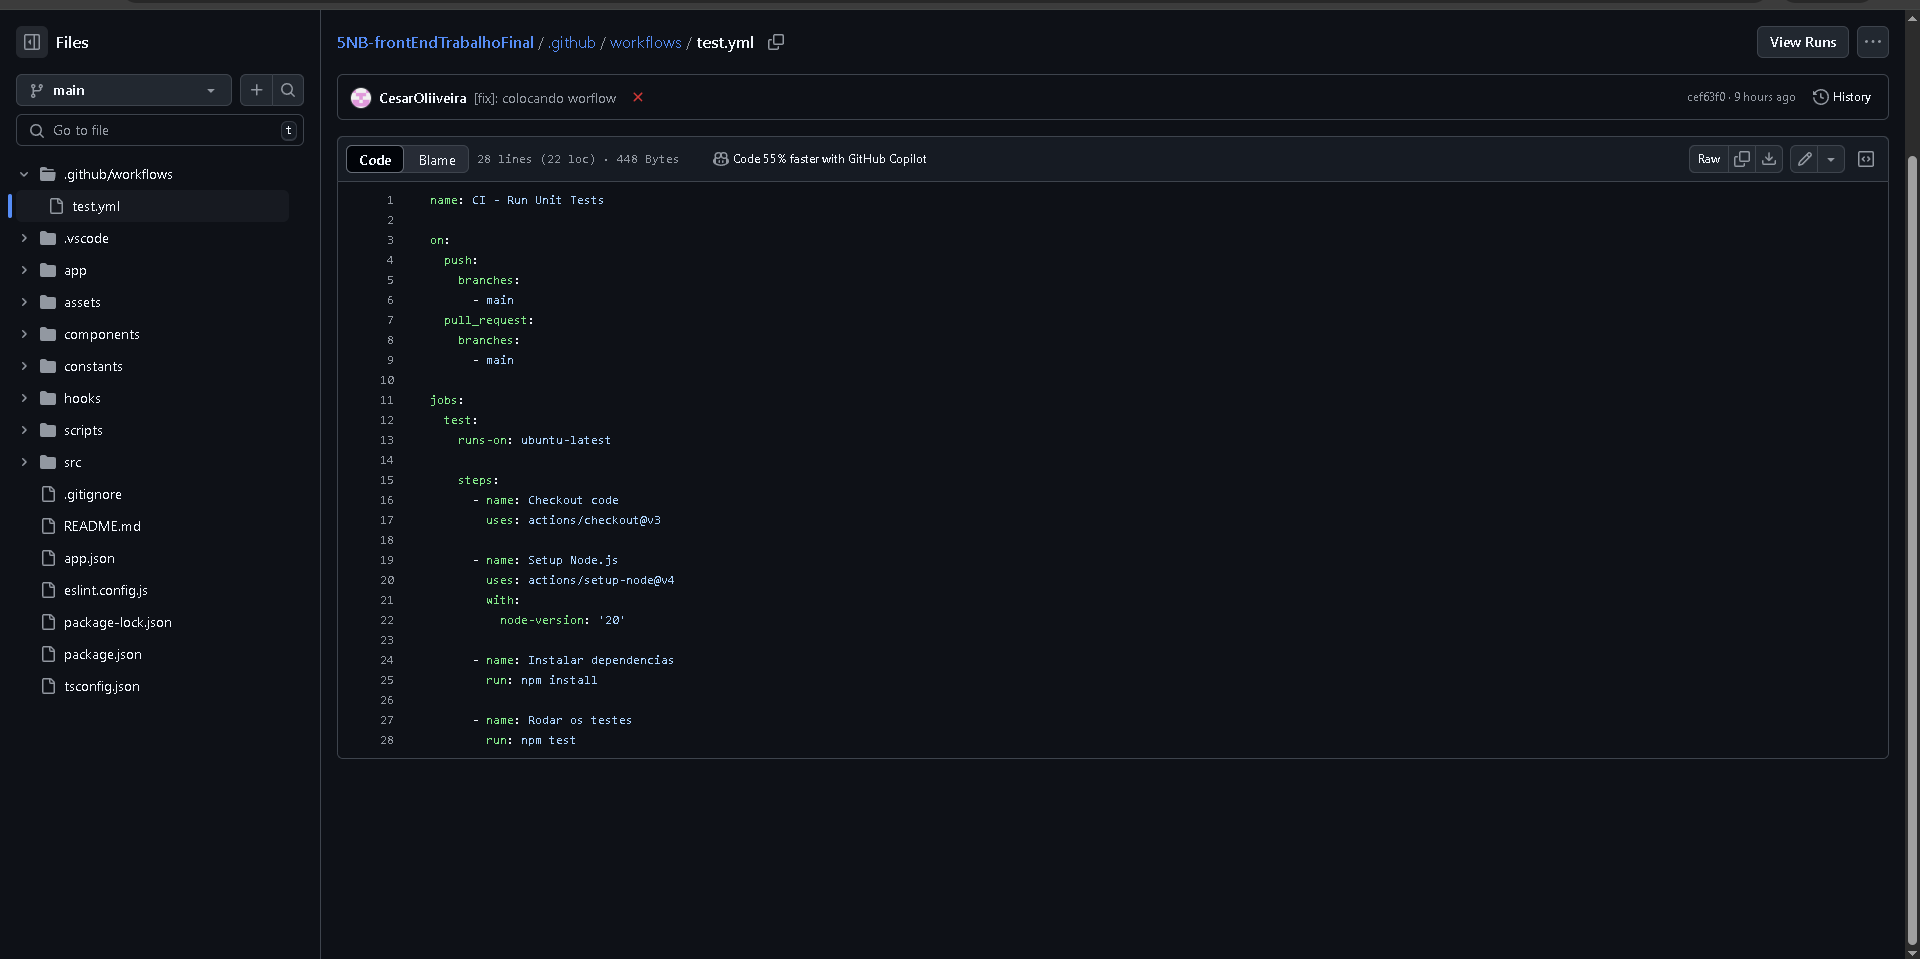 Files
main
Go to file
t
.github/workflows
test.yml
.vscode
app
assets
components
constants
hooks
scripts
src
.gitignore
README.md
app.json
eslint.config.js
package-lock.json
package.json
tsconfig.json
5NB-frontEndTrabalhoFinal / .github / workflows / test.yml
View Runs
CesarOliiveira [fix]: colocando worflow
cef63f0 · 9 hours ago
History
Code
Blame
28 lines (22 loc) · 448 Bytes
Code 55% faster with GitHub Copilot
Raw
1 name: CI - Run Unit Tests
2
3 on:
4 push:
5 branches:
6 - main
7 pull_request:
8 branches:
9 - main
10
11 jobs:
12 test:
13 runs-on: ubuntu-latest
14
15 steps:
16 - name: Checkout code
17 uses: actions/checkout@v3
18
19 - name: Setup Node.js
20 uses: actions/setup-node@v4
21 with:
22 node-version: '20'
23
24 - name: Instalar dependencias
25 run: npm install
26
27 - name: Rodar os testes
28 run: npm test